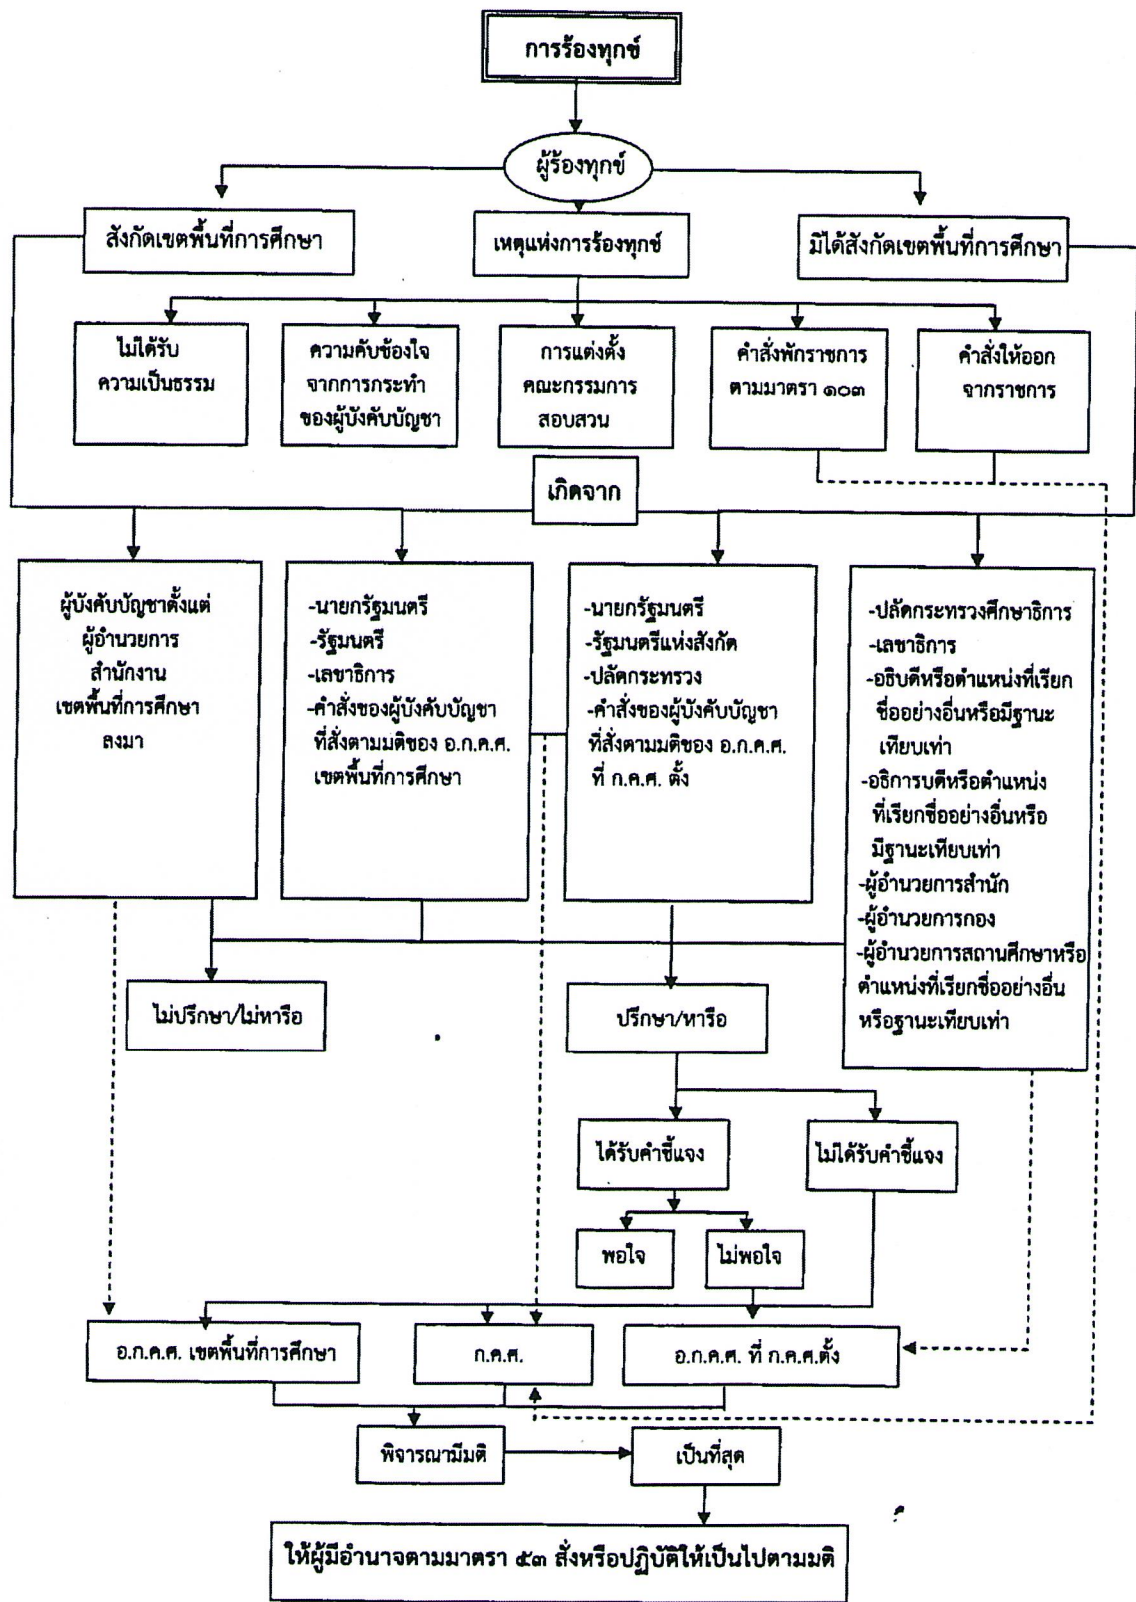 การร้องทุกข์
ผู้ร้องทุกข์
สังกัดเขตพื้นที่การศึกษา
เหตุแห่งการร้องทุกข์
มิได้สังกัดเขตพื้นที่การศึกษา
ไม่ได้รับ
ความเป็นธรรม
ความคับข้องใจ
จากการกระทำ
ของผู้บังคับบัญชา
การแต่งตั้ง
คณะกรรมการ
สอบสวน
คำสั่งพักราชการ
ตามมาตรา ๑๐๓
คำสั่งให้ออก
จากราชการ
เกิดจาก
ผู้บังคับบัญชาตั้งแต่
ผู้อำนวยการ
สำนักงาน
เขตพื้นที่การศึกษา
ลงมา
-นายกรัฐมนตรี
-รัฐมนตรี
-เลขาธิการ
-คำสั่งของผู้บังคับบัญชา
ที่สั่งตามมติของ อ.ก.ค.ศ.
เขตพื้นที่การศึกษา
-นายกรัฐมนตรี
-รัฐมนตรีแห่งสังกัด
-ปลัดกระทรวง
-คำสั่งของผู้บังคับบัญชา
ที่สั่งตามมติของ อ.ก.ค.ศ.
ที่ ก.ค.ศ. ตั้ง
-ปลัดกระทรวงศึกษาธิการ
-เลขาธิการ
-อธิบดีหรือตำแหน่งที่เรียก
ชื่ออย่างอื่นหรือมีฐานะ
เทียบเท่า
-อธิการบดีหรือตำแหน่ง
ที่เรียกชื่ออย่างอื่นหรือ
มีฐานะเทียบเท่า
-ผู้อำนวยการสำนัก
-ผู้อำนวยการกอง
-ผู้อำนวยการสถานศึกษาหรือ
ตำแหน่งที่เรียกชื่ออย่างอื่น
หรือฐานะเทียบเท่า
ไม่ปรึกษา/ไม่หารือ
ปรึกษา/หารือ
ได้รับคำชี้แจง
ไม่ได้รับคำชี้แจง
พอใจ
ไม่พอใจ
อ.ก.ค.ศ. เขตพื้นที่การศึกษา
ก.ค.ศ.
อ.ก.ค.ศ. ที่ ก.ค.ศ.ตั้ง
พิจารณามีมติ
เป็นที่สุด
ให้ผู้มีอำนาจตามมาตรา ๕๓ สั่งหรือปฏิบัติให้เป็นไปตามมติ